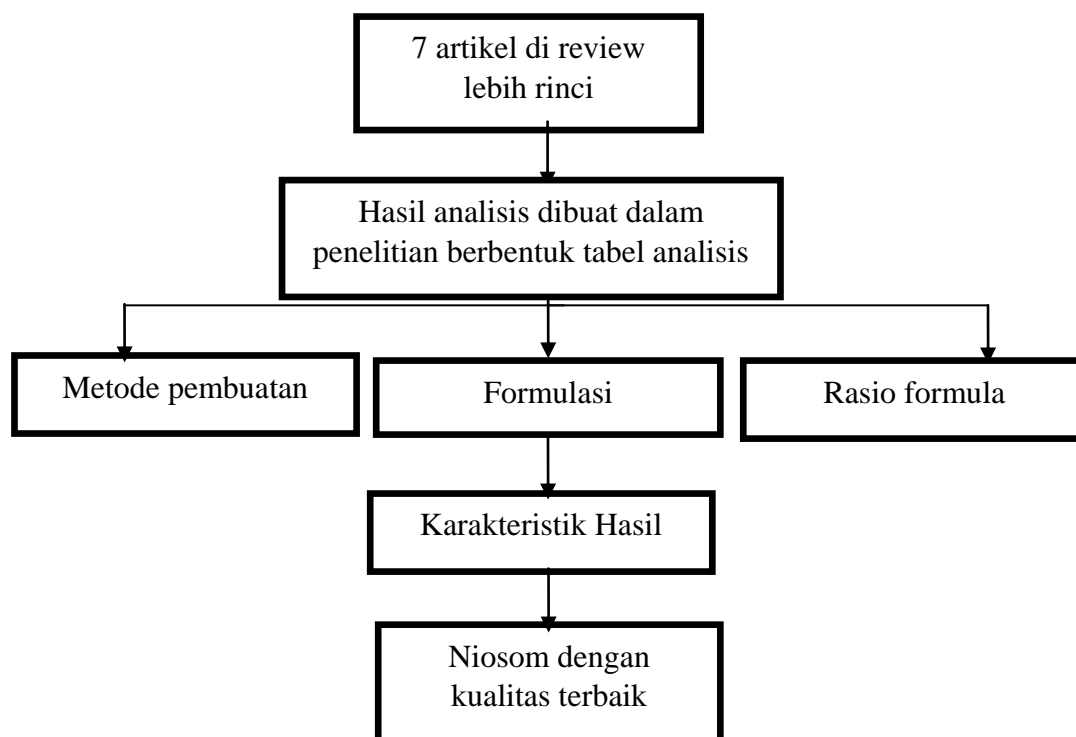 7 artikel di review
lebih rinci
Hasil analisis dibuat dalam
penelitian berbentuk tabel analisis
Metode pembuatan
Formulasi
Rasio formula
Karakteristik Hasil
Niosom dengan
kualitas terbaik